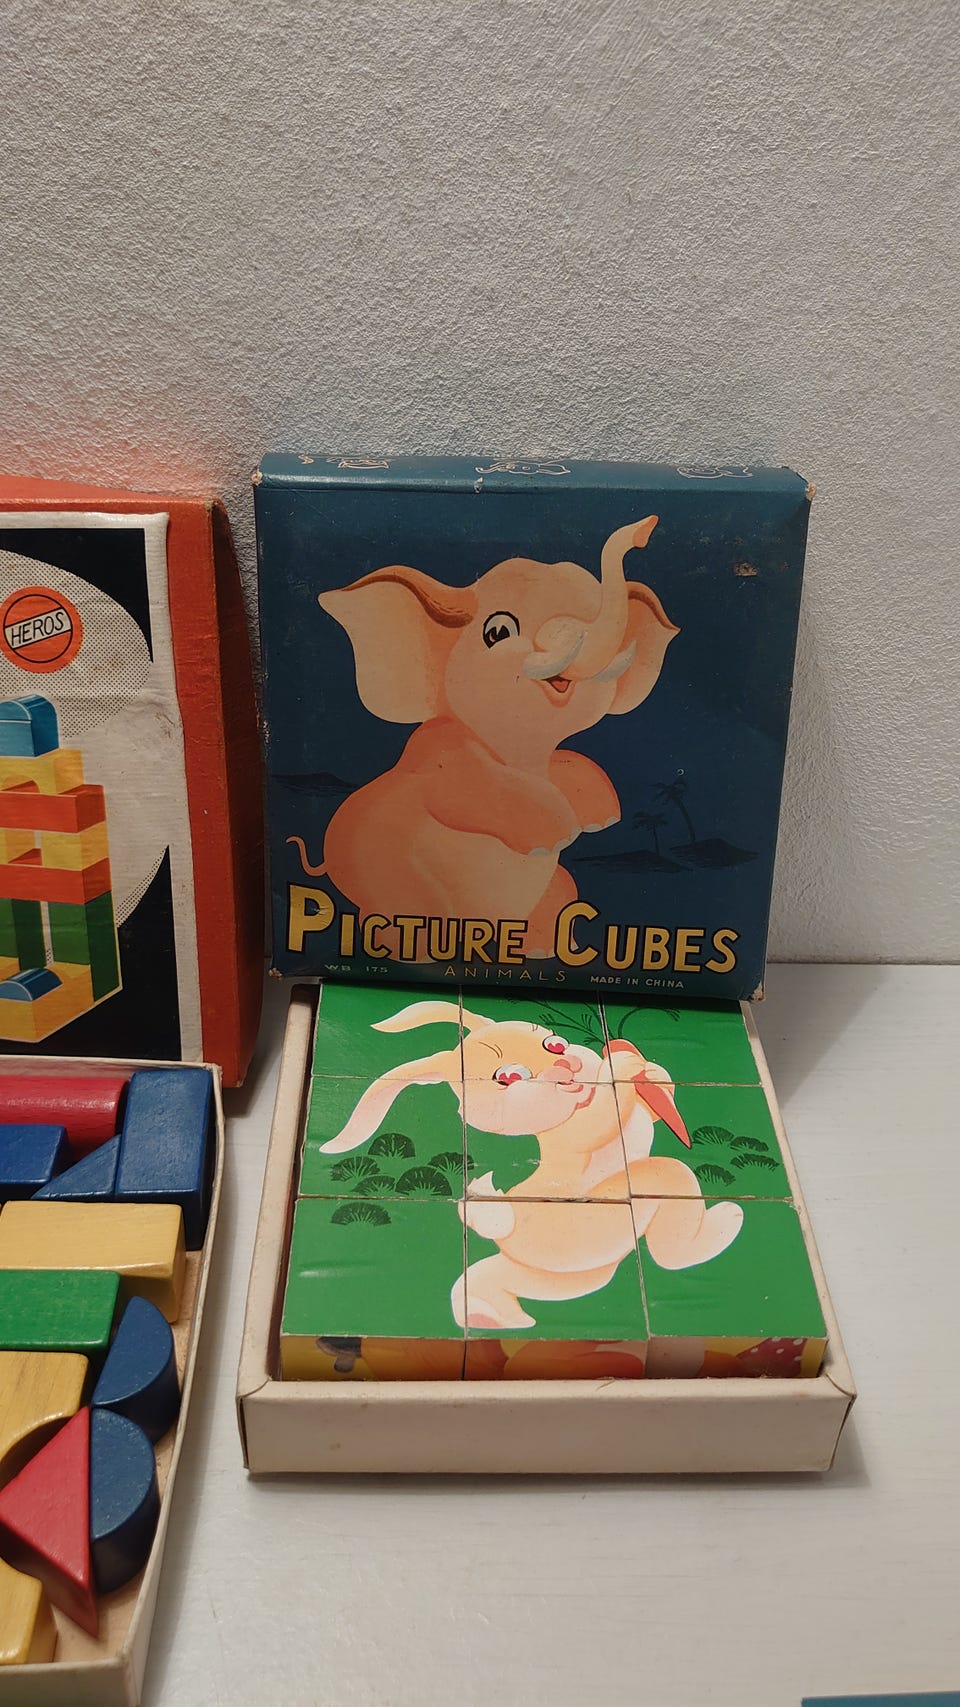 HEROS
PICTURE CUBES
WB 175 ANIMALS MADE IN CHINA